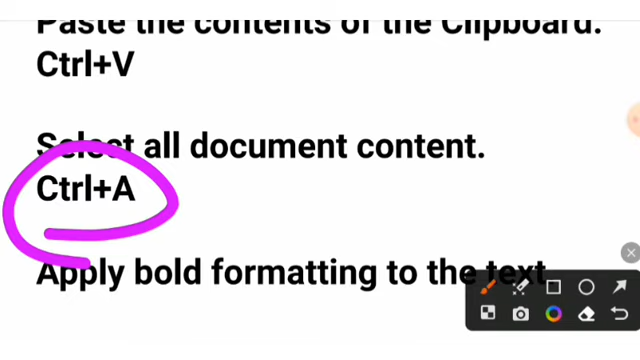 Paste the contents of the Clipboard.
Ctrl+V
Select all document content.
Ctrl+A
Apply bold formatting to the text